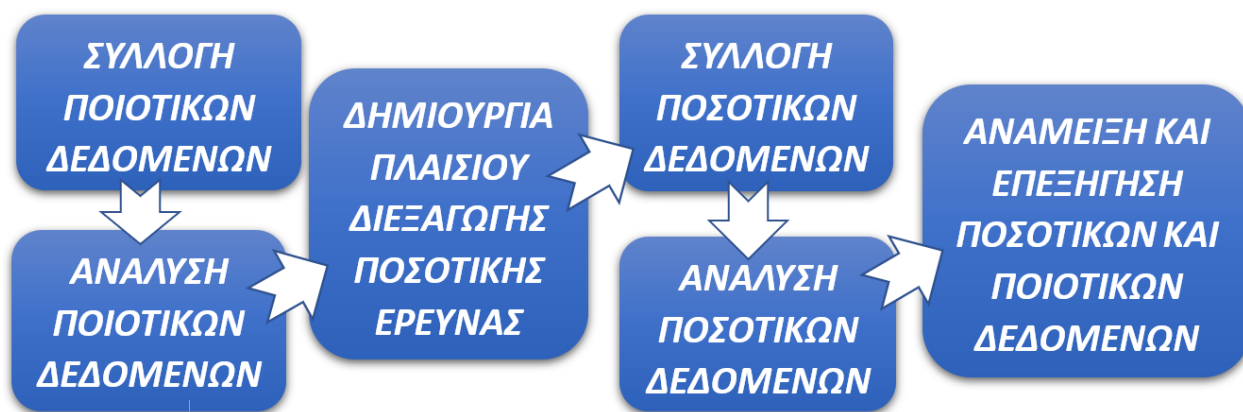 ΣΥΛΛΟΓΗ
ΠΟΙΟΤΙΚΩΝ
ΔΕΔΟΜΕΝΩΝ
ΑΝΑΛΥΣΗ
ΠΟΙΟΤΙΚΩΝ
ΔΕΔΟΜΕΝΩΝ
ΔΗΜΙΟΥΡΓΙΑ
ΠΛΑΙΣΙΟΥ
ΔΙΕΞΑΓΩΓΗΣ
ΠΟΣΟΤΙΚΗΣ
ΕΡΕΥΝΑΣ
ΣΥΛΛΟΓΗ
ΠΟΣΟΤΙΚΩΝ
ΔΕΔΟΜΕΝΩΝ
ΑΝΑΛΥΣΗ
ΠΟΣΟΤΙΚΩΝ
ΔΕΔΟΜΕΝΩΝ
ΑΝΑΜΕΙΞΗ ΚΑΙ
ΕΠΕΞΗΓΗΣΗ
ΠΟΣΟΤΙΚΩΝ ΚΑΙ
ΠΟΙΟΤΙΚΩΝ
ΔΕΔΟΜΕΝΩΝ